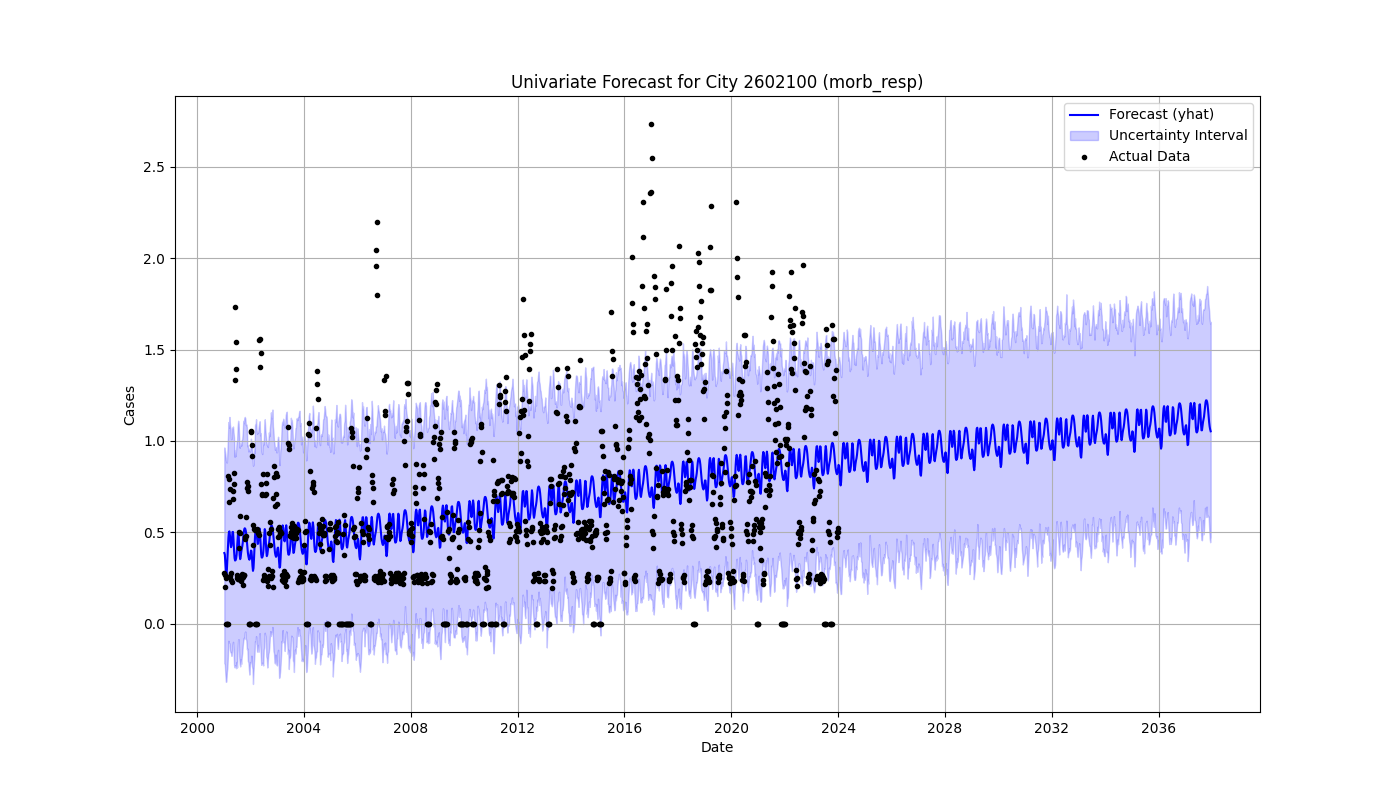 Univariate Forecast for City 2602100 (morb_resp)
Forecast (yhat)
Uncertainty Interval
Actual Data
Cases
2.5
2.0
1.5
1.0
0.5
0.0
2000 2004 2008 2012 2016 2020 2024 2028 2032 2036
Date